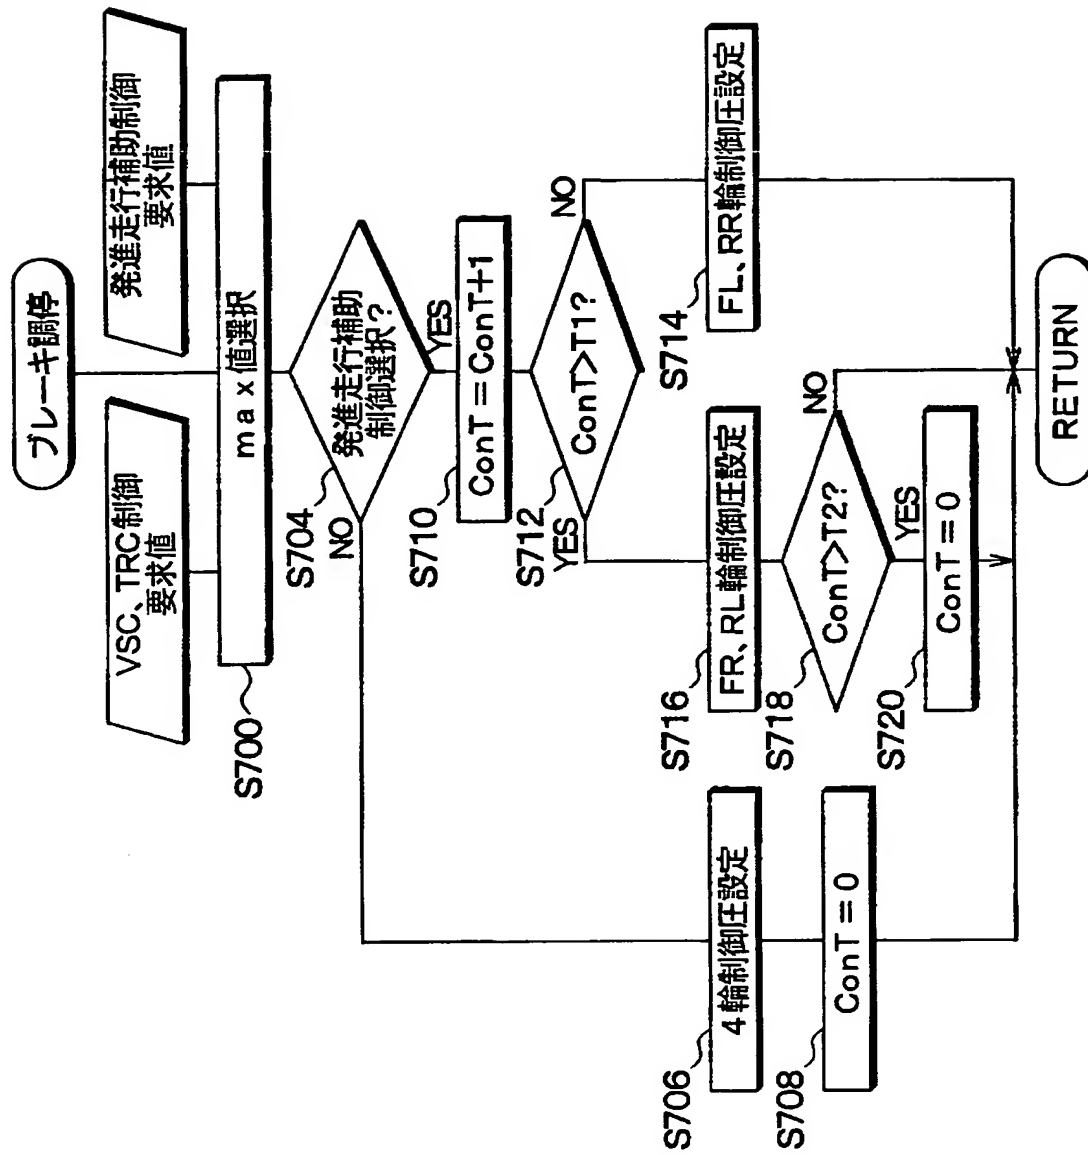 ブレーキ調停
VSC、TRC制御
要求値
発進走行補助制御
要求値
max値選択
S700
発進走行補助
制御選択？
S704
NO
YES
ConT＝ConT+1
S710
ConT>T1?
S712
YES
NO
4輪制御圧設定
S706
FR、RL輪制御圧設定
S716
FL、RR輪制御圧設定
S714
ConT＝0
S708
ConT>T2?
S718
NO
YES
ConT＝0
S720
RETURN